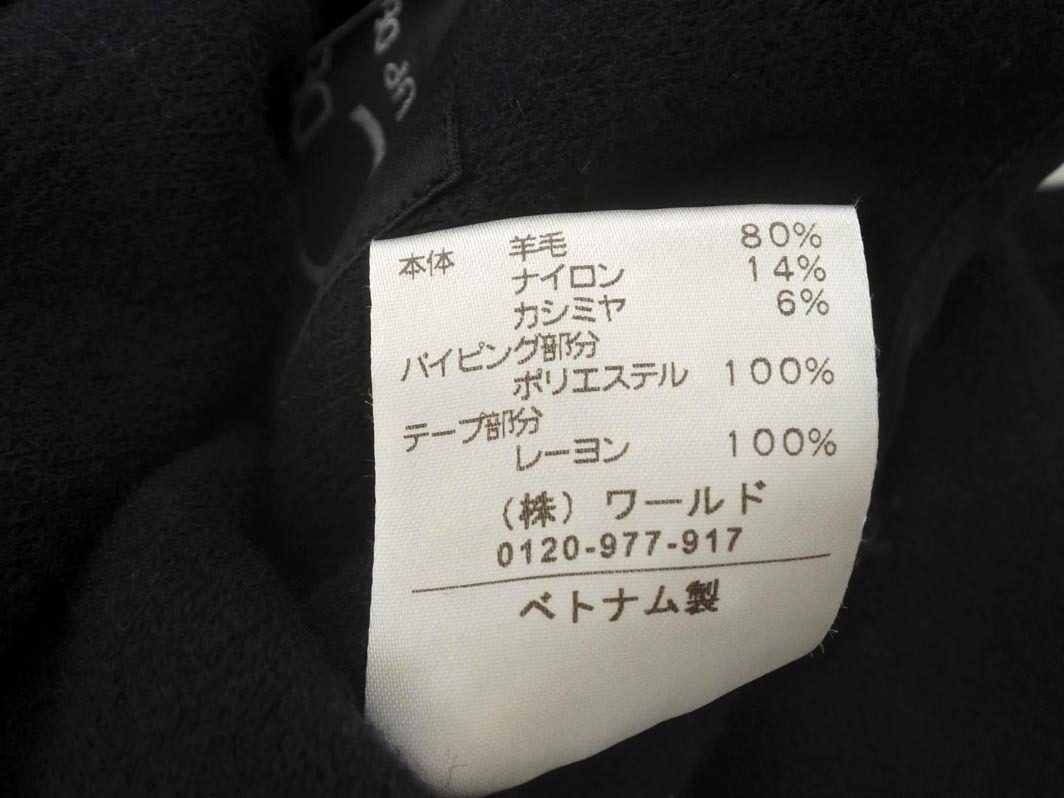 本体 羊毛 80%
ナイロン 14%
カシミヤ 6%
パイピング部分
ポリエステル 100%
テープ部分
レーヨン 100%
(株) ワールド
0120-977-917
ベトナム製